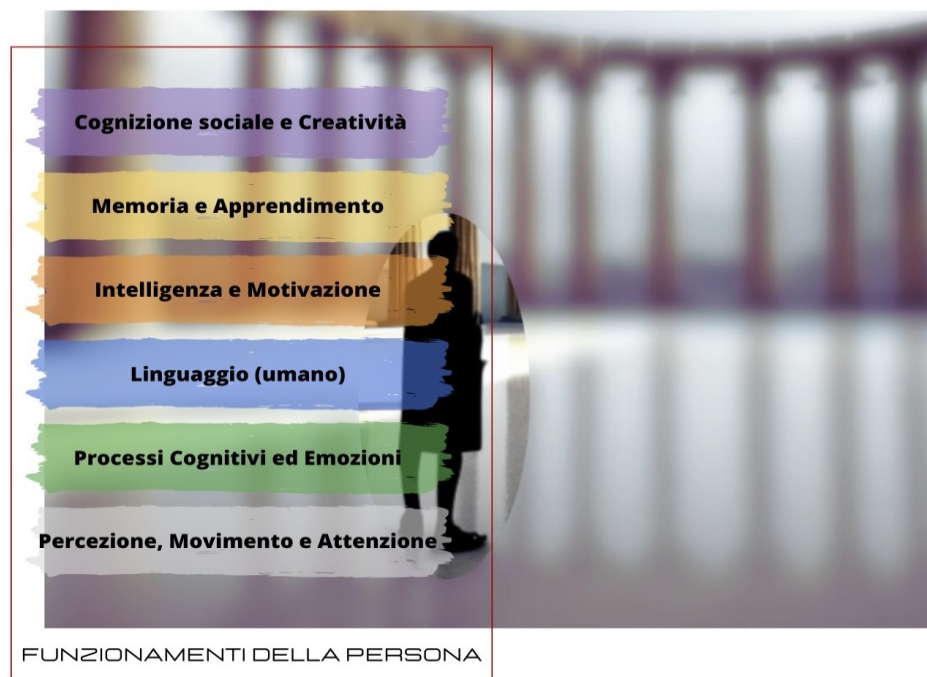 Cognizione sociale e Creatività
Memoria e Apprendimento
Intelligenza e Motivazione
Linguaggio (umano)
Processi Cognitivi ed Emozioni
Percezione, Movimento e Attenzione
FUNZIONAMENTI DELLA PERSONA